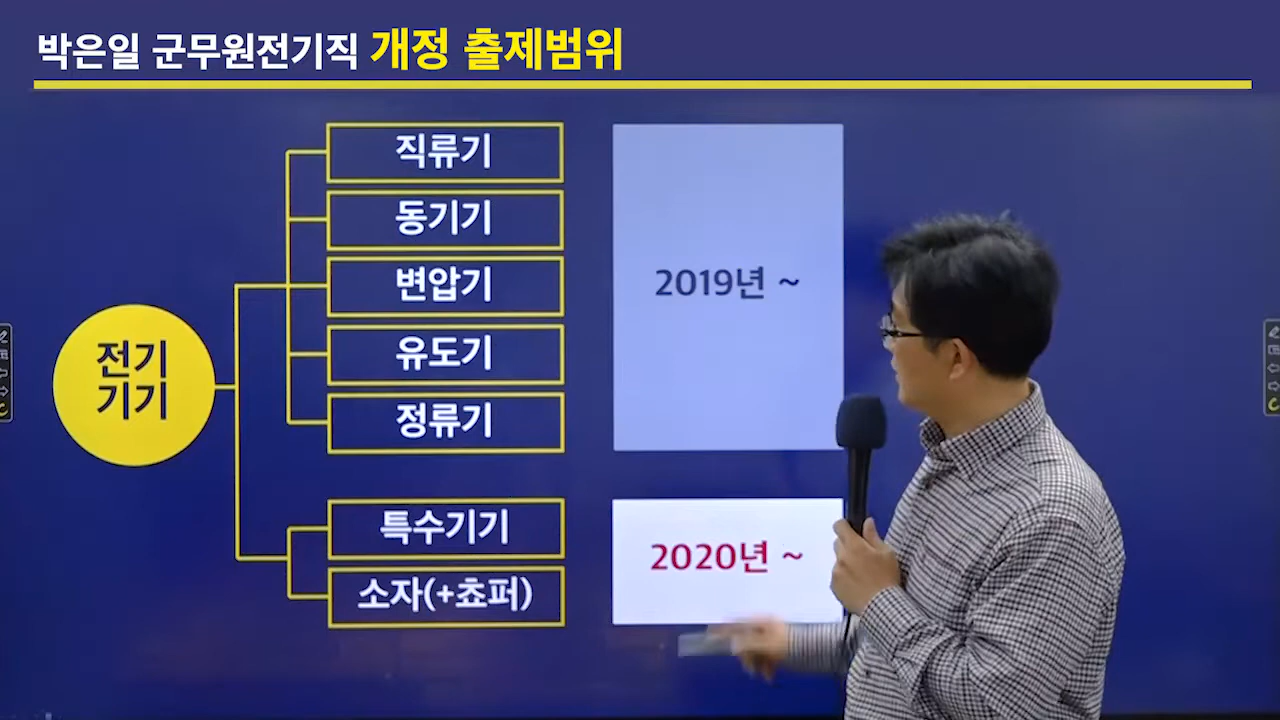 박은일 군무원전기직 개정 출제범위
전기
기기
직류기
동기기
변압기
유도기
정류기
2019년 ~
특수기기
소자(+쵸퍼)
2020년 ~